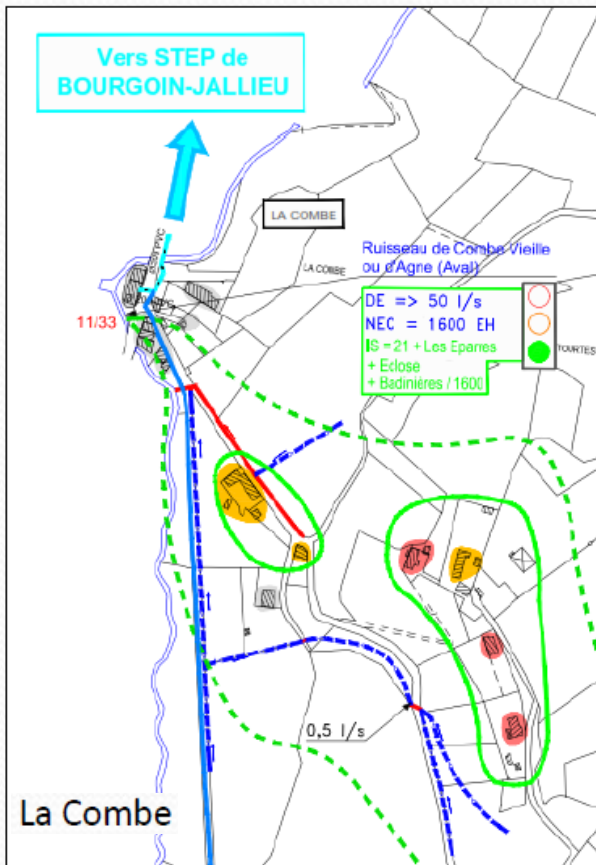 Vers STEP de
BOURGOIN-JALLIEU
LA COMBE
PVC
LA COMBE
Ruisseau de Combe Vieille
ou d'Agne (Aval)
DE => 50 l/s
NEC = 1600 EH
IS = 21 + Les Eparres
+ Eclose
+ Badinières / 1600
TOURTES
11/33
0,5 l/s
La Combe